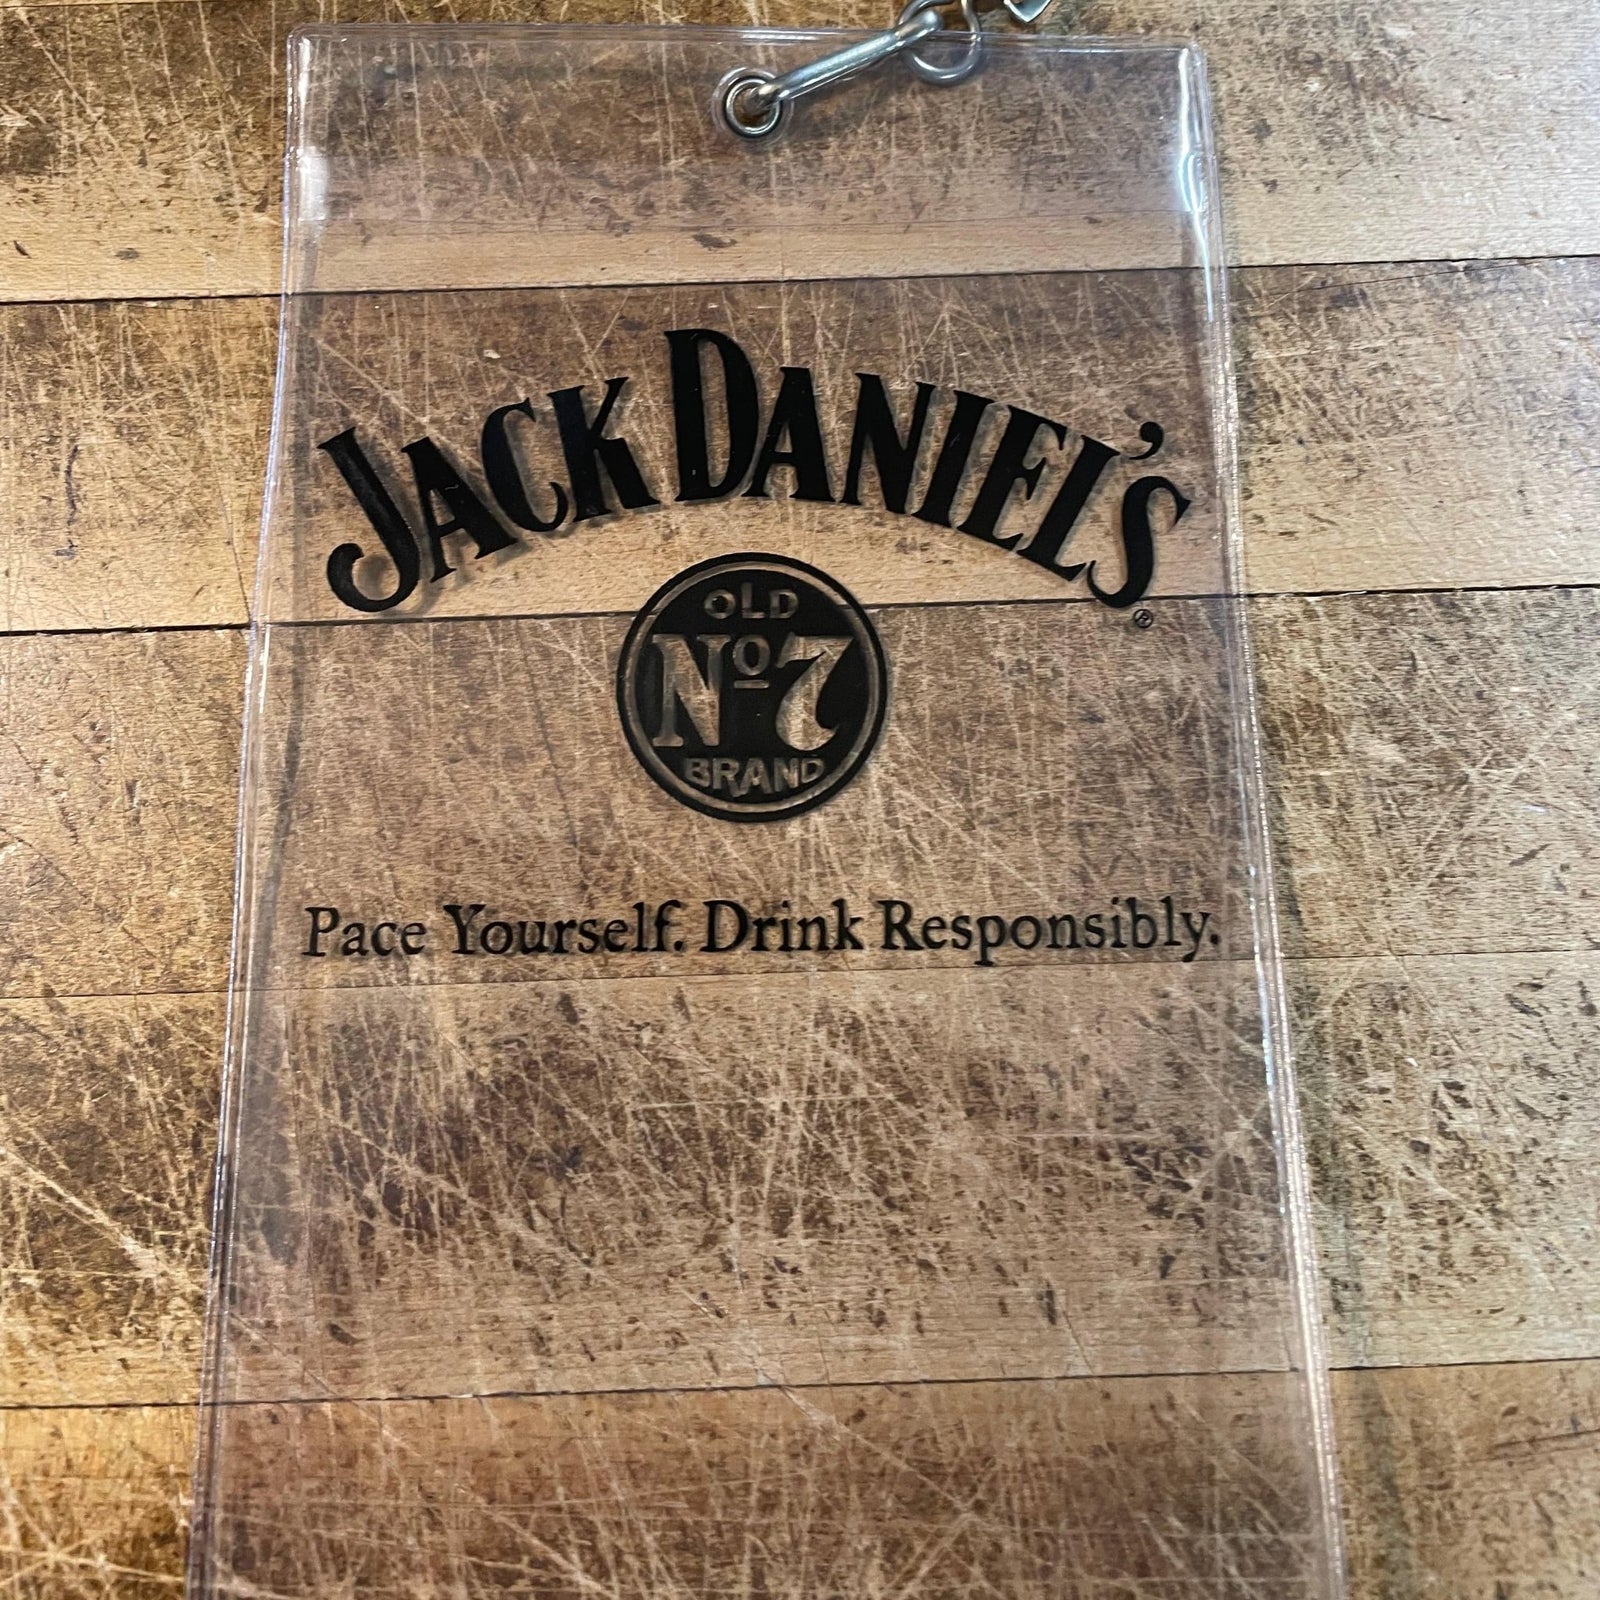 JACK DANIEL'S
®
OLD
Nº7
BRAND
Pace Yourself. Drink Responsibly.